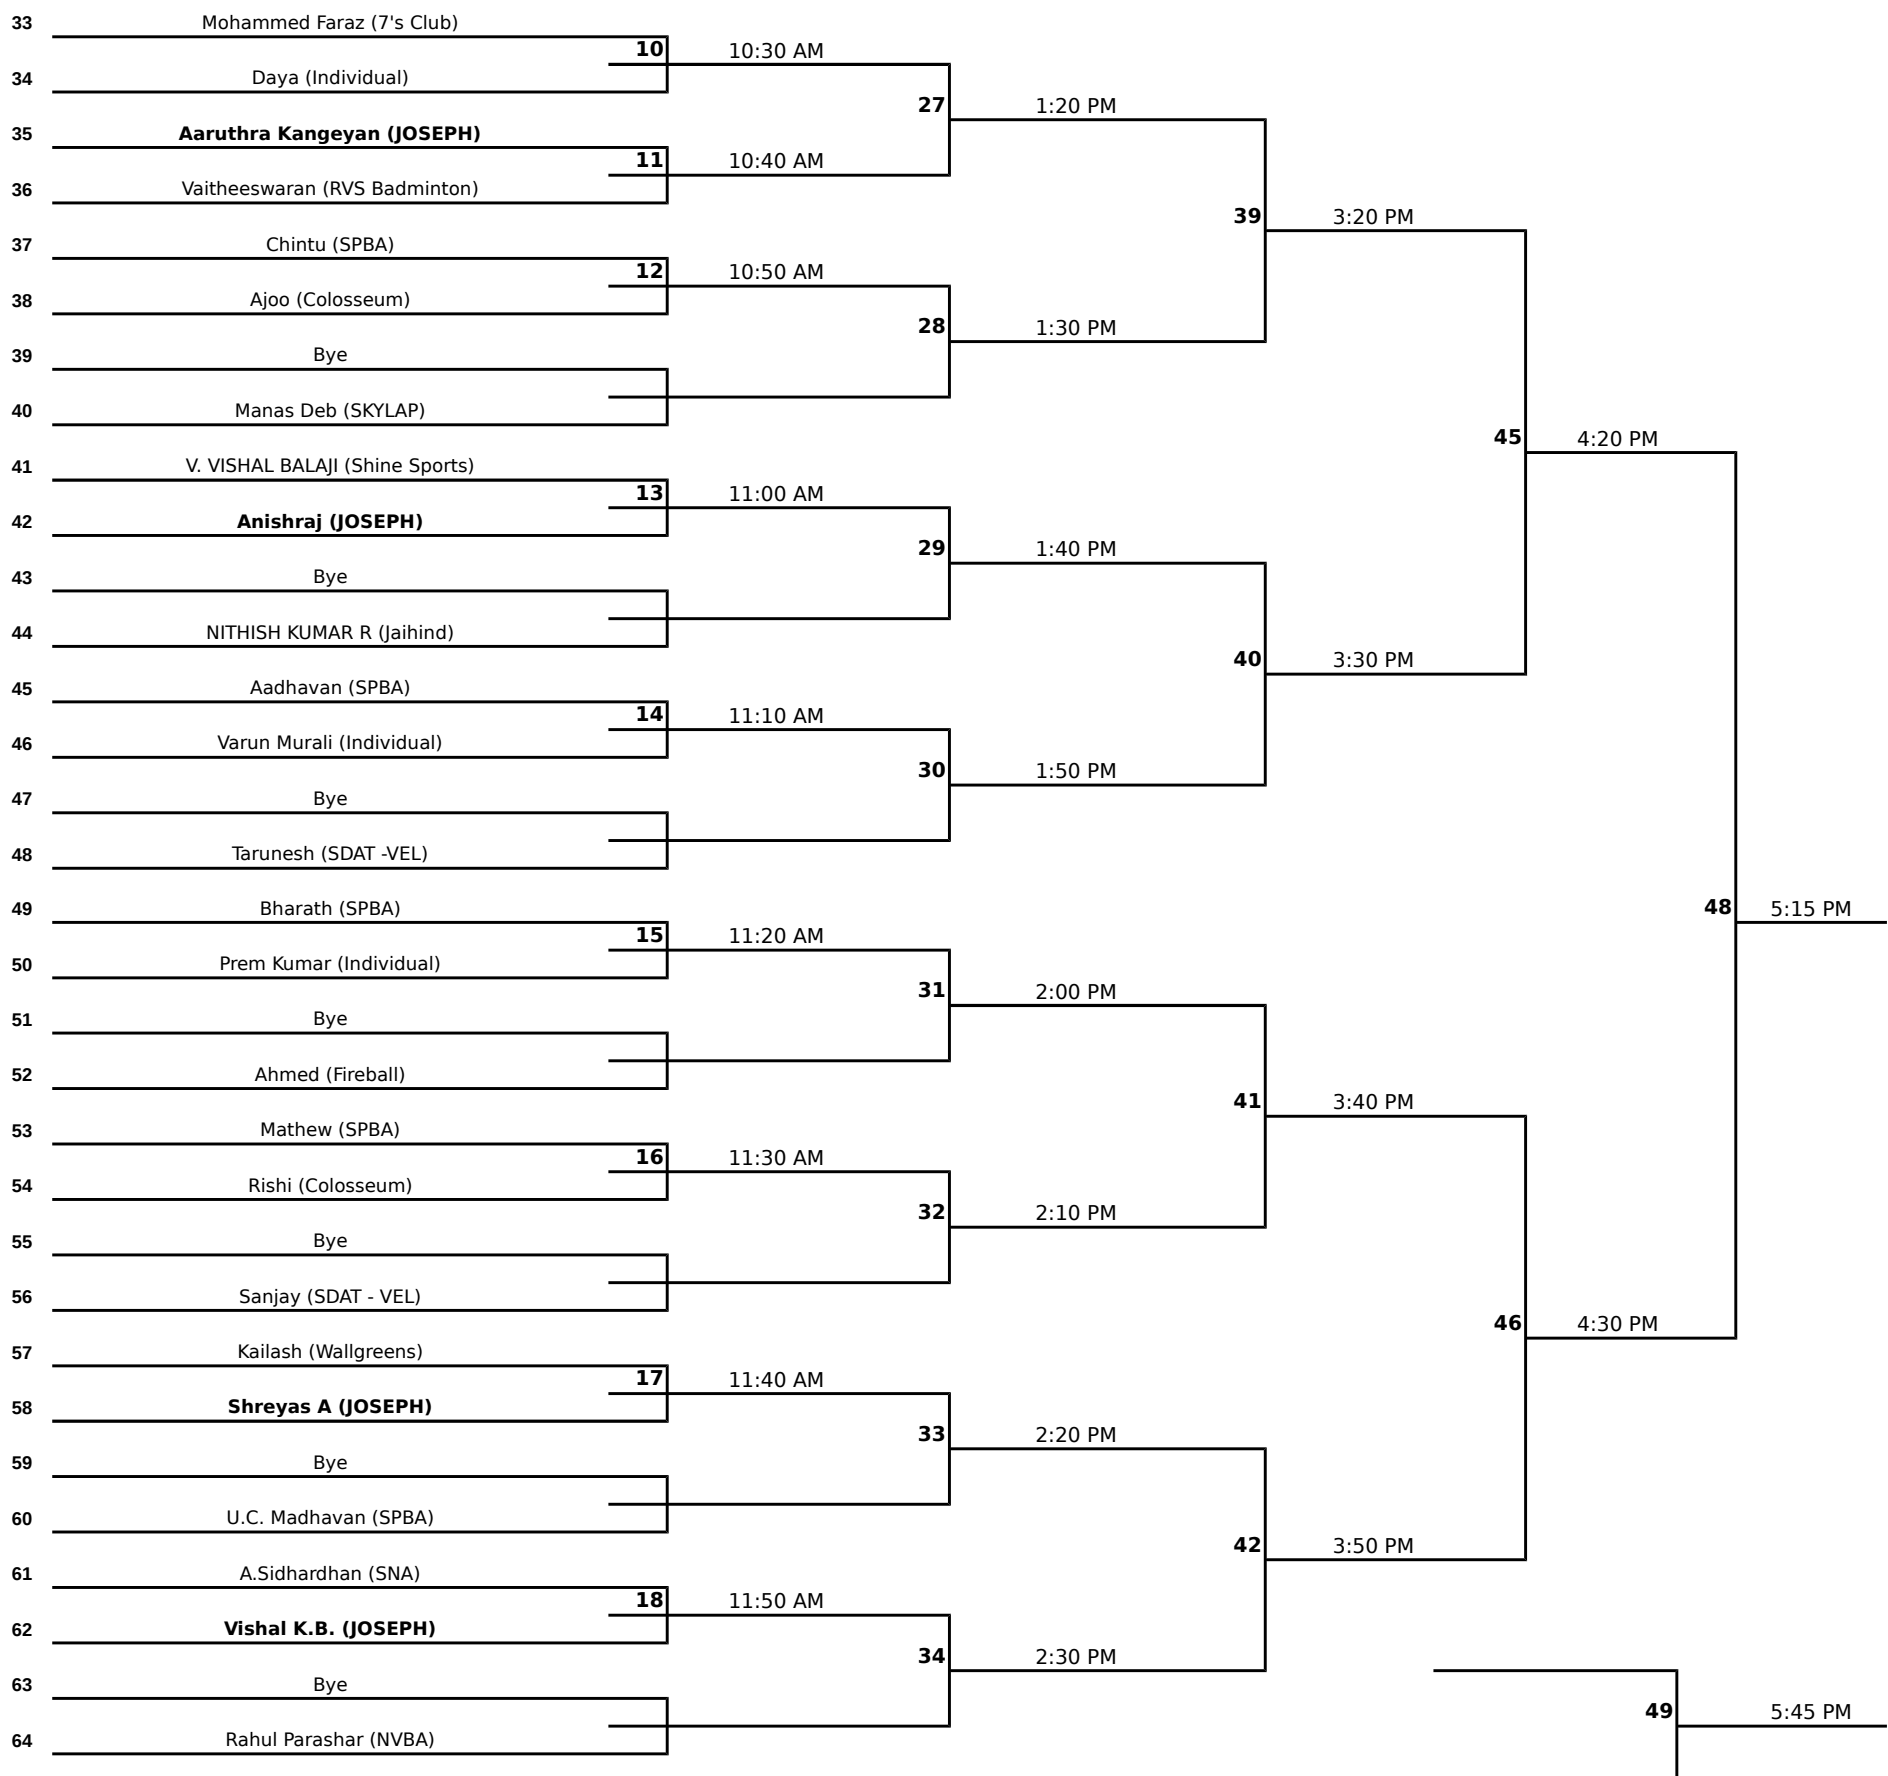 33 Mohammed Faraz (7's Club)
10 10:30 AM
34 Daya (Individual)
27 1:20 PM
35 Aaruthra Kangeyan (JOSEPH)
11 10:40 AM
36 Vaitheeswaran (RVS Badminton)
39 3:20 PM
37 Chintu (SPBA)
12 10:50 AM
38 Ajoo (Colosseum)
28 1:30 PM
39 Bye
40 Manas Deb (SKYLAP)
45 4:20 PM
41 V. VISHAL BALAJI (Shine Sports)
13 11:00 AM
42 Anishraj (JOSEPH)
29 1:40 PM
43 Bye
44 NITHISH KUMAR R (Jaihind)
40 3:30 PM
45 Aadhavan (SPBA)
14 11:10 AM
46 Varun Murali (Individual)
30 1:50 PM
47 Bye
48 Tarunesh (SDAT -VEL)
49 Bharath (SPBA)
48 5:15 PM
15 11:20 AM
50 Prem Kumar (Individual)
31 2:00 PM
51 Bye
52 Ahmed (Fireball)
41 3:40 PM
53 Mathew (SPBA)
16 11:30 AM
54 Rishi (Colosseum)
32 2:10 PM
55 Bye
56 Sanjay (SDAT - VEL)
46 4:30 PM
57 Kailash (Wallgreens)
17 11:40 AM
58 Shreyas A (JOSEPH)
33 2:20 PM
59 Bye
60 U.C. Madhavan (SPBA)
42 3:50 PM
61 A.Sidhardhan (SNA)
18 11:50 AM
62 Vishal K.B. (JOSEPH)
34 2:30 PM
63 Bye
49 5:45 PM
64 Rahul Parashar (NVBA)